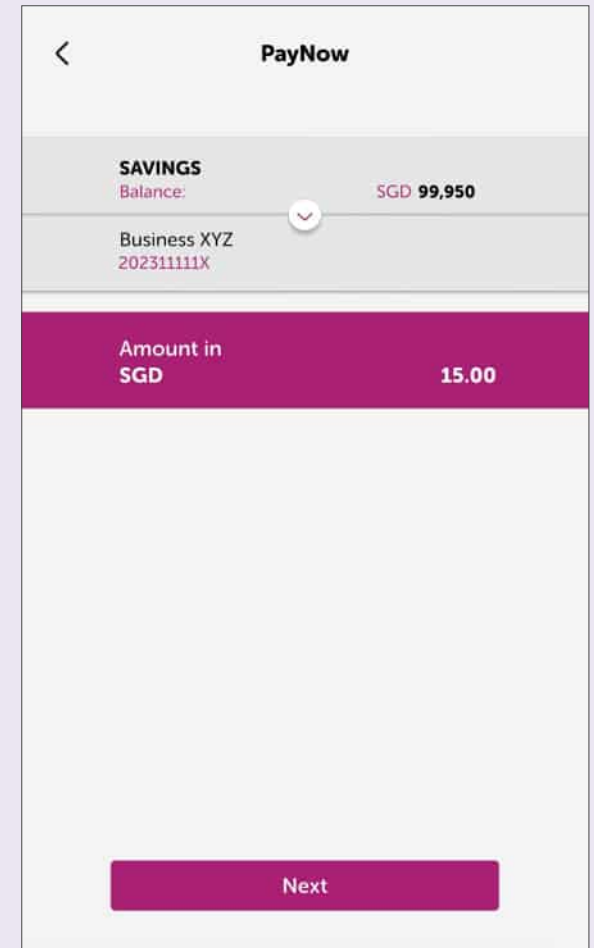 PayNow
SAVINGS
Balance: SGD 99,950
Business XYZ
202311111X
Amount in
SGD 15.00
Next